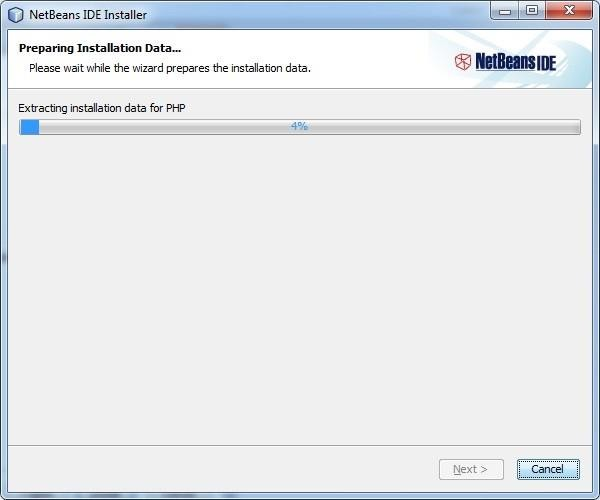 NetBeans IDE Installer
Preparing Installation Data...
Please wait while the wizard prepares the installation data.
NetBeans IDE
Extracting installation data for PHP
4%
Next >
Cancel